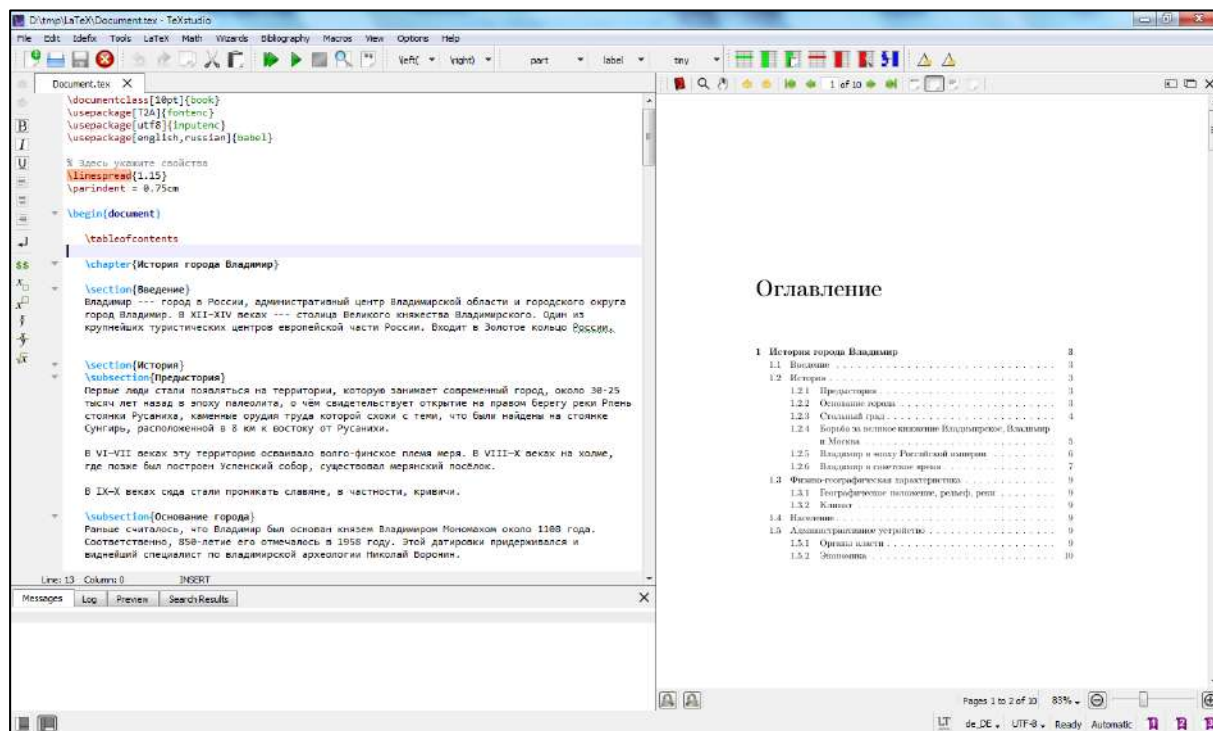 D:\tmp\LaTeX\Document.tex - TeXstudio
File Edit Idefix Tools LaTeX Math Wizards Bibliography Macros View Options Help
\left( \right) part label tiny
Document.tex X
1 of 10
\documentclass[10pt]{book}
\usepackage[T2A]{fontenc}
\usepackage[utf8]{inputenc}
\usepackage[english,russian]{babel}
% Здесь укажите свойства
\linespread{1.15}
\parindent = 0.75cm
\begin{document}
\tableofcontents
\chapter{История города Владимир}
\section{Введение}
Владимир --- город в России, административный центр Владимирской области и городского округа
город Владимир. В XII-XIV веках --- столица Великого княжества Владимирского. Один из
крупнейших туристических центров европейской части России. Входит в Золотое кольцо России.
\section{История}
\subsection{Предыстория}
Первые люди стали появляться на территории, которую занимает современный город, около 30-25
тысяч лет назад в эпоху палеолита, о чём свидетельствует открытие на правом берегу реки Рпень
стоянки Русаниха, каменные орудия труда которой схожи с теми, что были найдены на стоянке
Сунгирь, расположенной в 8 км к востоку от Русанихи.
В VI-VII веках эту территорию осваивало волго-финское племя меря. В VIII-X веках на холме,
где позже был построен Успенский собор, существовал мерянский посёлок.
В IX-X веках сюда стали проникать славяне, в частности, кривичи.
\subsection{Основание города}
Раньше считалось, что Владимир был основан князем Владимиром Мономахом около 1108 года.
Соответственно, 850-летие его отмечалось в 1958 году. Этой датировки придерживался и
виднейший специалист по владимирской археологии Николай Воронин.
Line: 13 Column: 0 INSERT
Messages Log Preview Search Results
Оглавление
1 История города Владимир 3
1.1 Введение 3
1.2 История 3
1.2.1 Предыстория 3
1.2.2 Основание города 3
1.2.3 Стольный град 4
1.2.4 Борьба за великое княжение Владимирское, Владимир
и Москва 5
1.2.5 Владимир в эпоху Российской империи 6
1.2.6 Владимир в советское время 7
1.3 Физико-географическая характеристика 9
1.3.1 Географическое положение, рельеф, реки 9
1.3.2 Климат 9
1.4 Население 9
1.5 Административное устройство 9
1.5.1 Органы власти 9
1.5.2 Экономика 10
Pages 1 to 2 of 10 83%
LT de_DE UTF-8 Ready Automatic